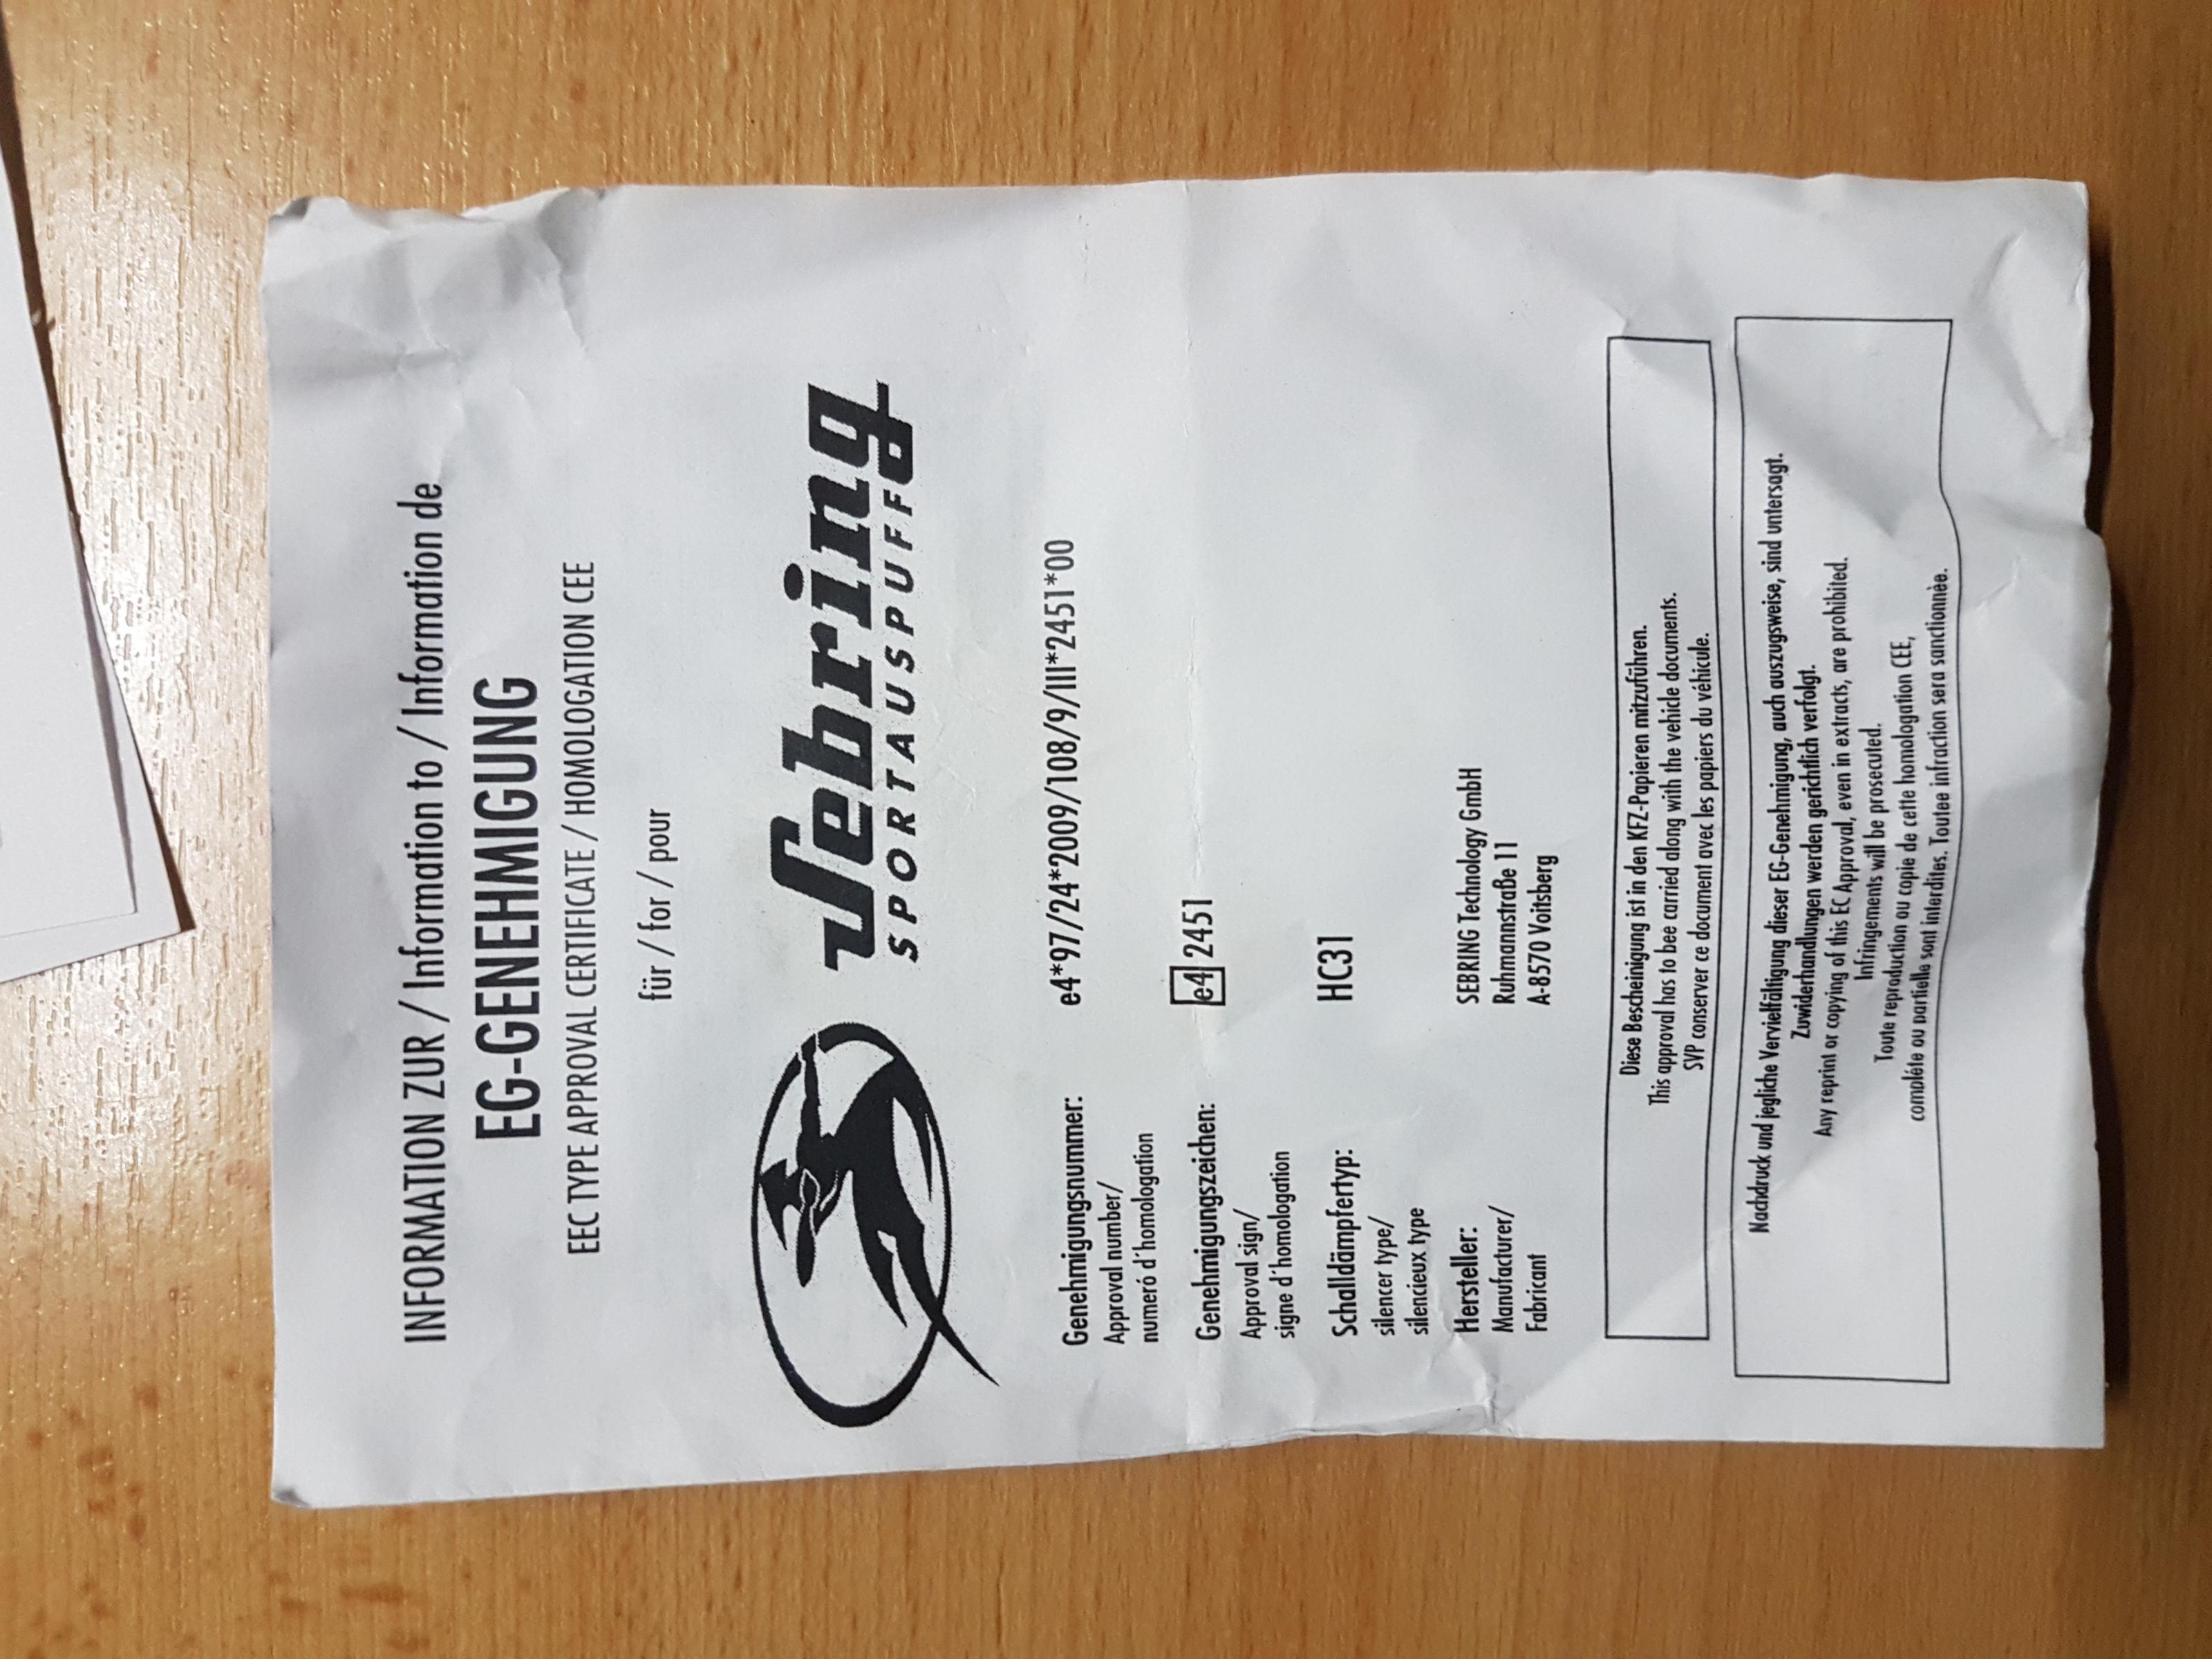 INFORMATION ZUR / Information to / Information de
EG-GENEHMIGUNG
EEC TYPE APPROVAL CERTIFICATE / HOMOLOGATION CEE
für / for / pour
Sebring
SPORTAUSPUFF
Genehmigungsnummer: e4*97/24*2009/108/9/III*2451*00
Approval number/
numeró d'homologation
Genehmigungszeichen: e4 2451
Approval sign/
signe d'homologation
Schalldämpfertyp: HC31
silencer type/
silencieux type
Hersteller: SEBRING Technology GmbH
Manufacturer/ Ruhmannstraße 11
Fabricant A-8570 Voitsberg
Diese Bescheinigung ist in den KFZ-Papieren mitzuführen.
This approval has to bee carried along with the vehicle documents.
SVP conserver ce document avec les papiers du véhicule.
Nachdruck und jegliche Vervielfältigung dieser EG-Genehmigung, auch auszugsweise, sind untersagt.
Zuwiderhandlungen werden gerichtlich verfolgt.
Any reprint or copying of this EC Approval, even in extracts, are prohibited.
Infringements will be prosecuted.
Toute reproduction ou copie de cette homologation CEE,
complète ou partielle sont interdites. Toutee infraction sera sanctionnèe.